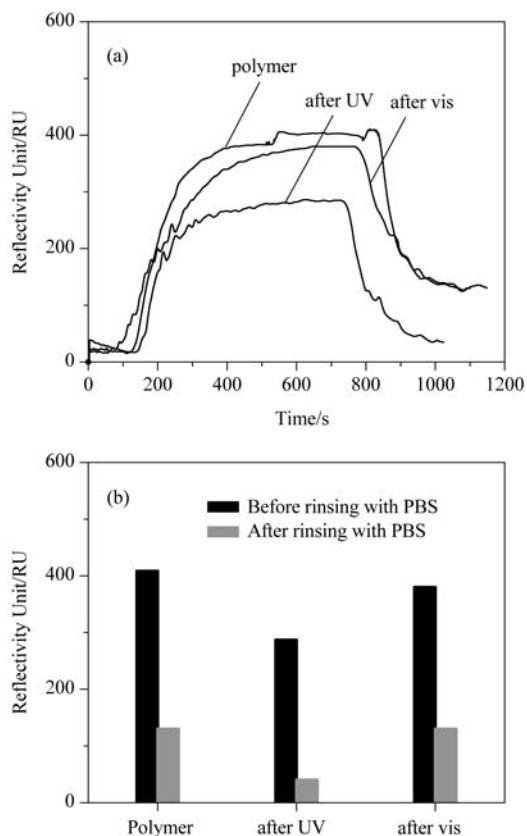 600
(a)
polymer
after UV
after vis
400
200
0
Reflectivity Unit/RU
0 200 400 600 800 1000 1200
Time/s
600
(b)
Before rinsing with PBS
After rinsing with PBS
400
200
0
Reflectivity Unit/RU
Polymer after UV after vis